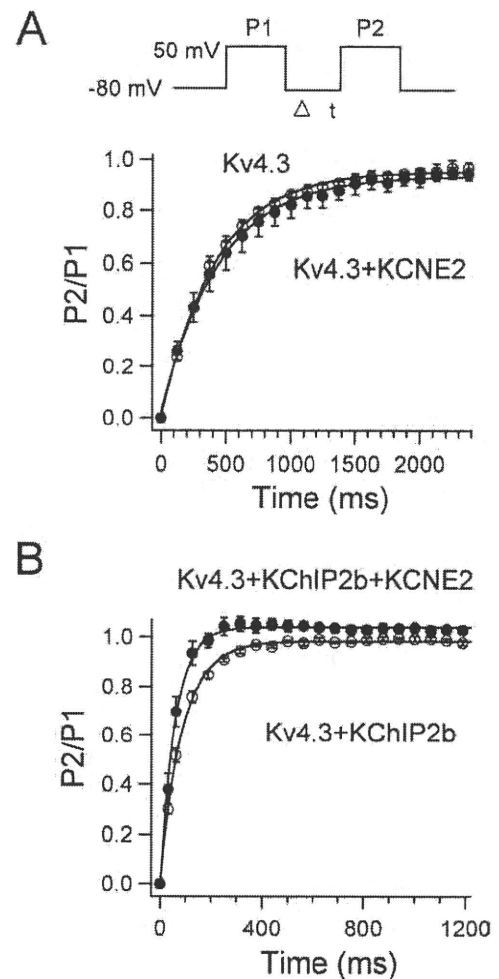 A
P1 P2
50 mV
-80 mV
Δ t
1.0
0.8
0.6
0.4
0.2
0.0
P2/P1
Kv4.3
Kv4.3+KCNE2
0 500 1000 1500 2000
Time (ms)
B
Kv4.3+KChIP2b+KCNE2
1.0
0.8
0.6
0.4
0.2
0.0
P2/P1
Kv4.3+KChIP2b
0 400 800 1200
Time (ms)